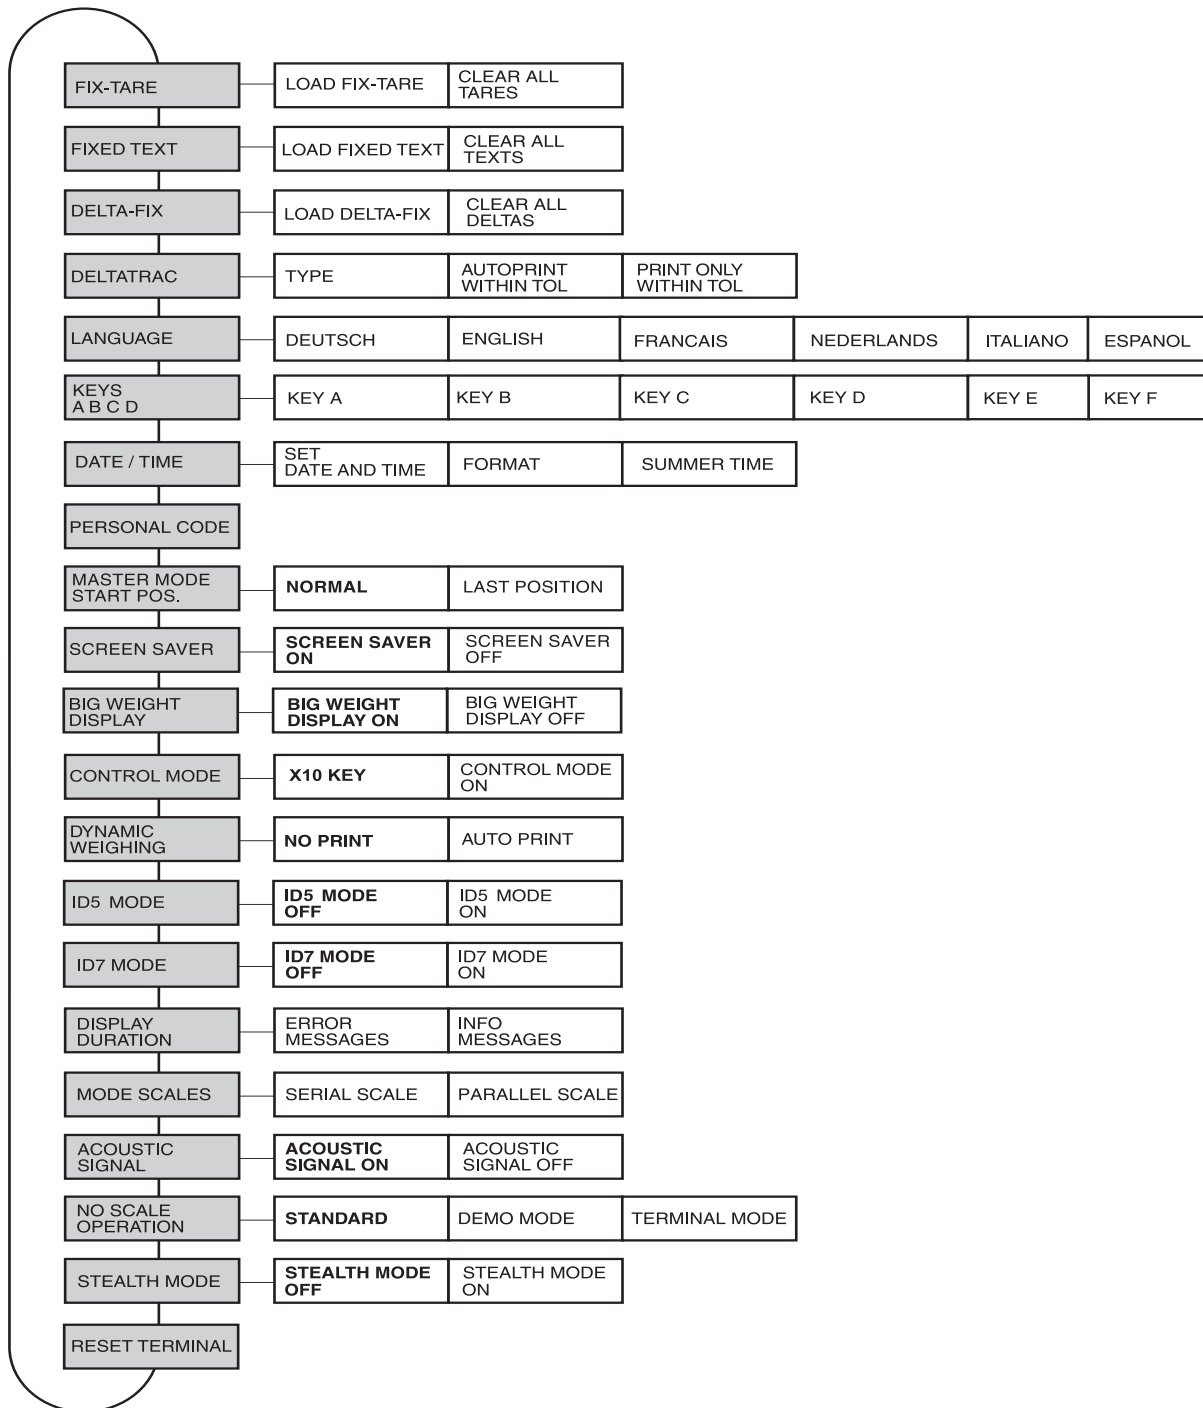 FIX-TARE
LOAD FIX-TARE
CLEAR ALL
TARES
FIXED TEXT
LOAD FIXED TEXT
CLEAR ALL
TEXTS
DELTA-FIX
LOAD DELTA-FIX
CLEAR ALL
DELTAS
DELTATRAC
TYPE
AUTOPRINT
WITHIN TOL
PRINT ONLY
WITHIN TOL
LANGUAGE
DEUTSCH
ENGLISH
FRANCAIS
NEDERLANDS
ITALIANO
ESPANOL
KEYS
A B C D
KEY A
KEY B
KEY C
KEY D
KEY E
KEY F
DATE / TIME
SET
DATE AND TIME
FORMAT
SUMMER TIME
PERSONAL CODE
MASTER MODE
START POS.
NORMAL
LAST POSITION
SCREEN SAVER
SCREEN SAVER
ON
SCREEN SAVER
OFF
BIG WEIGHT
DISPLAY
BIG WEIGHT
DISPLAY ON
BIG WEIGHT
DISPLAY OFF
CONTROL MODE
X10 KEY
CONTROL MODE
ON
DYNAMIC
WEIGHING
NO PRINT
AUTO PRINT
ID5 MODE
ID5 MODE
OFF
ID5 MODE
ON
ID7 MODE
ID7 MODE
OFF
ID7 MODE
ON
DISPLAY
DURATION
ERROR
MESSAGES
INFO
MESSAGES
MODE SCALES
SERIAL SCALE
PARALLEL SCALE
ACOUSTIC
SIGNAL
ACOUSTIC
SIGNAL ON
ACOUSTIC
SIGNAL OFF
NO SCALE
OPERATION
STANDARD
DEMO MODE
TERMINAL MODE
STEALTH MODE
STEALTH MODE
OFF
STEALTH MODE
ON
RESET TERMINAL